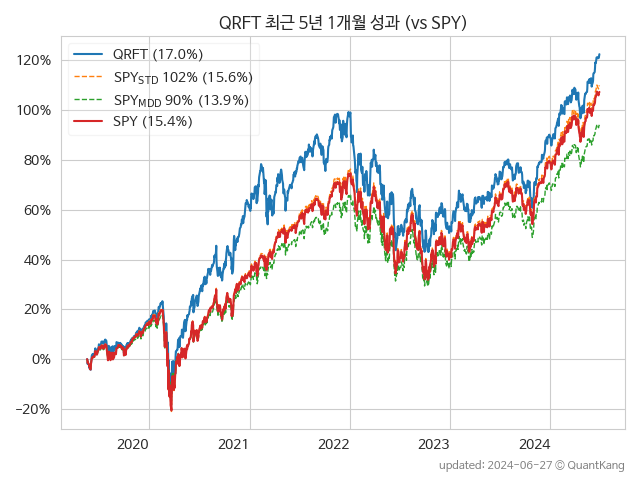 QRFT 최근 5년 1개월 성과 (vs SPY)
QRFT (17.0%)
SPY_STD 102% (15.6%)
SPY_MDD 90% (13.9%)
SPY (15.4%)
120%
100%
80%
60%
40%
20%
0%
−20%
2020 2021 2022 2023 2024
updated: 2024-06-27 © QuantKang